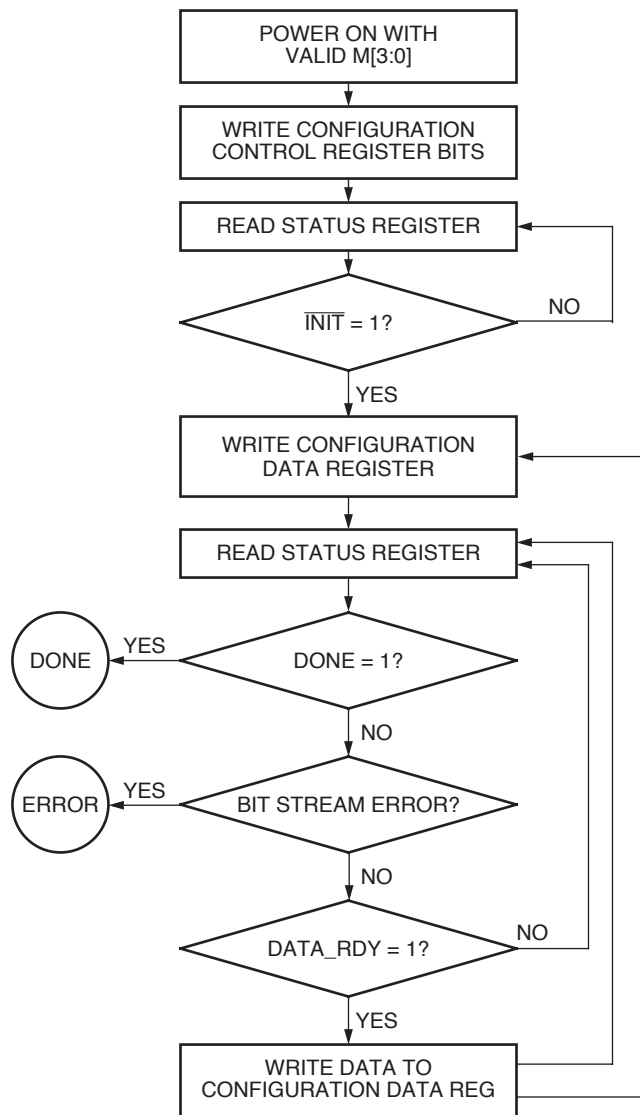 POWER ON WITH
VALID M[3:0]
WRITE CONFIGURATION
CONTROL REGISTER BITS
READ STATUS REGISTER
INIT = 1?
NO
YES
WRITE CONFIGURATION
DATA REGISTER
READ STATUS REGISTER
DONE
YES
DONE = 1?
NO
ERROR
YES
BIT STREAM ERROR?
NO
DATA_RDY = 1?
NO
YES
WRITE DATA TO
CONFIGURATION DATA REG